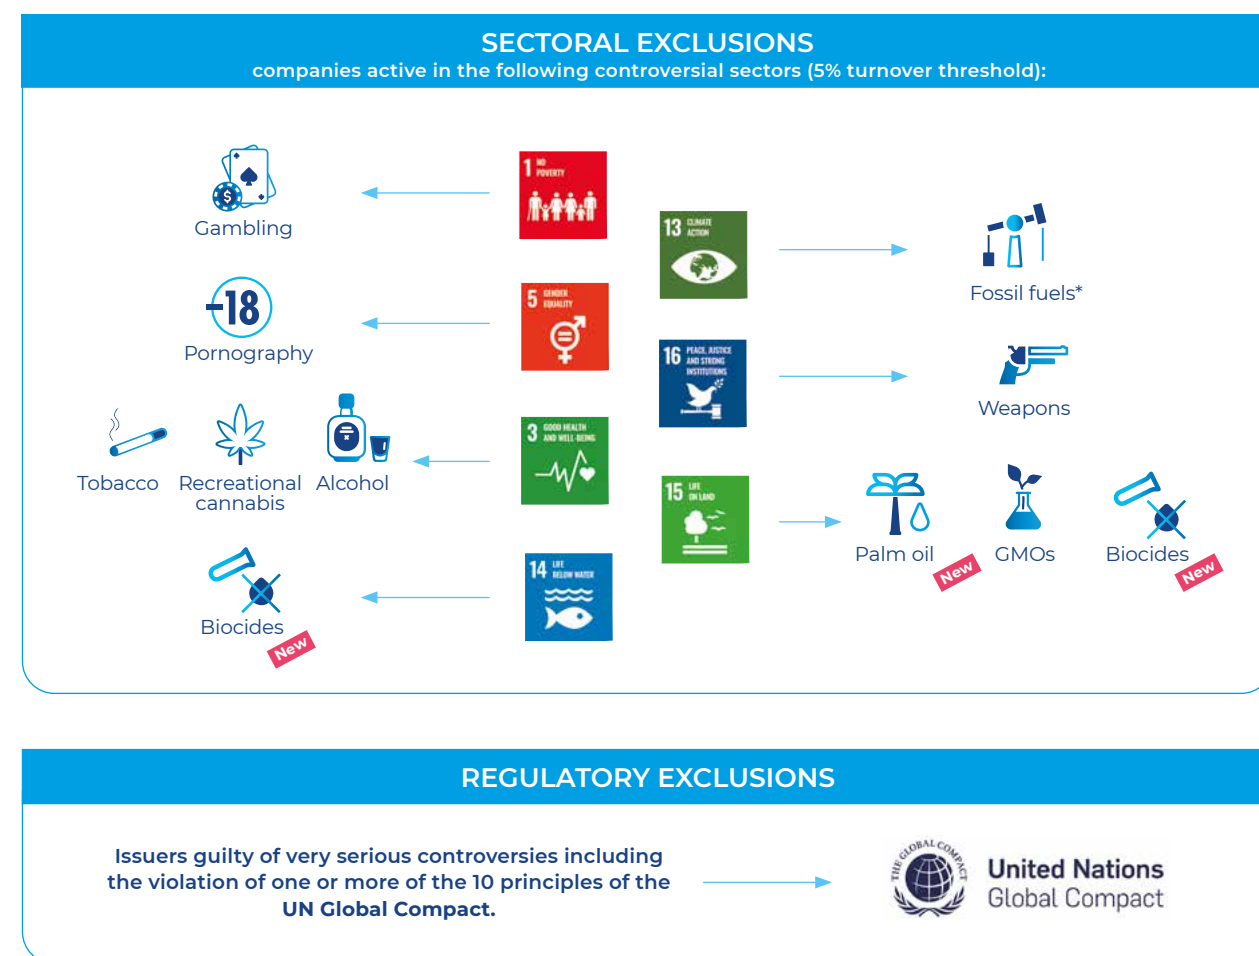 SECTORAL EXCLUSIONS
companies active in the following controversial sectors (5% turnover threshold):
Gambling
1 NO
POVERTY
13 CLIMATE
ACTION
Fossil fuels*
-18
Pornography
5 GENDER
EQUALITY
16 PEACE, JUSTICE
AND STRONG
INSTITUTIONS
Weapons
Tobacco
Recreational
cannabis
Alcohol
3 GOOD HEALTH
AND WELL-BEING
15 LIFE
ON LAND
Palm oil
New
GMOs
Biocides
New
14 LIFE
BELOW WATER
Biocides
New
REGULATORY EXCLUSIONS
Issuers guilty of very serious controversies including
the violation of one or more of the 10 principles of the
UN Global Compact.
THE GLOBAL COMPACT
United Nations
Global Compact